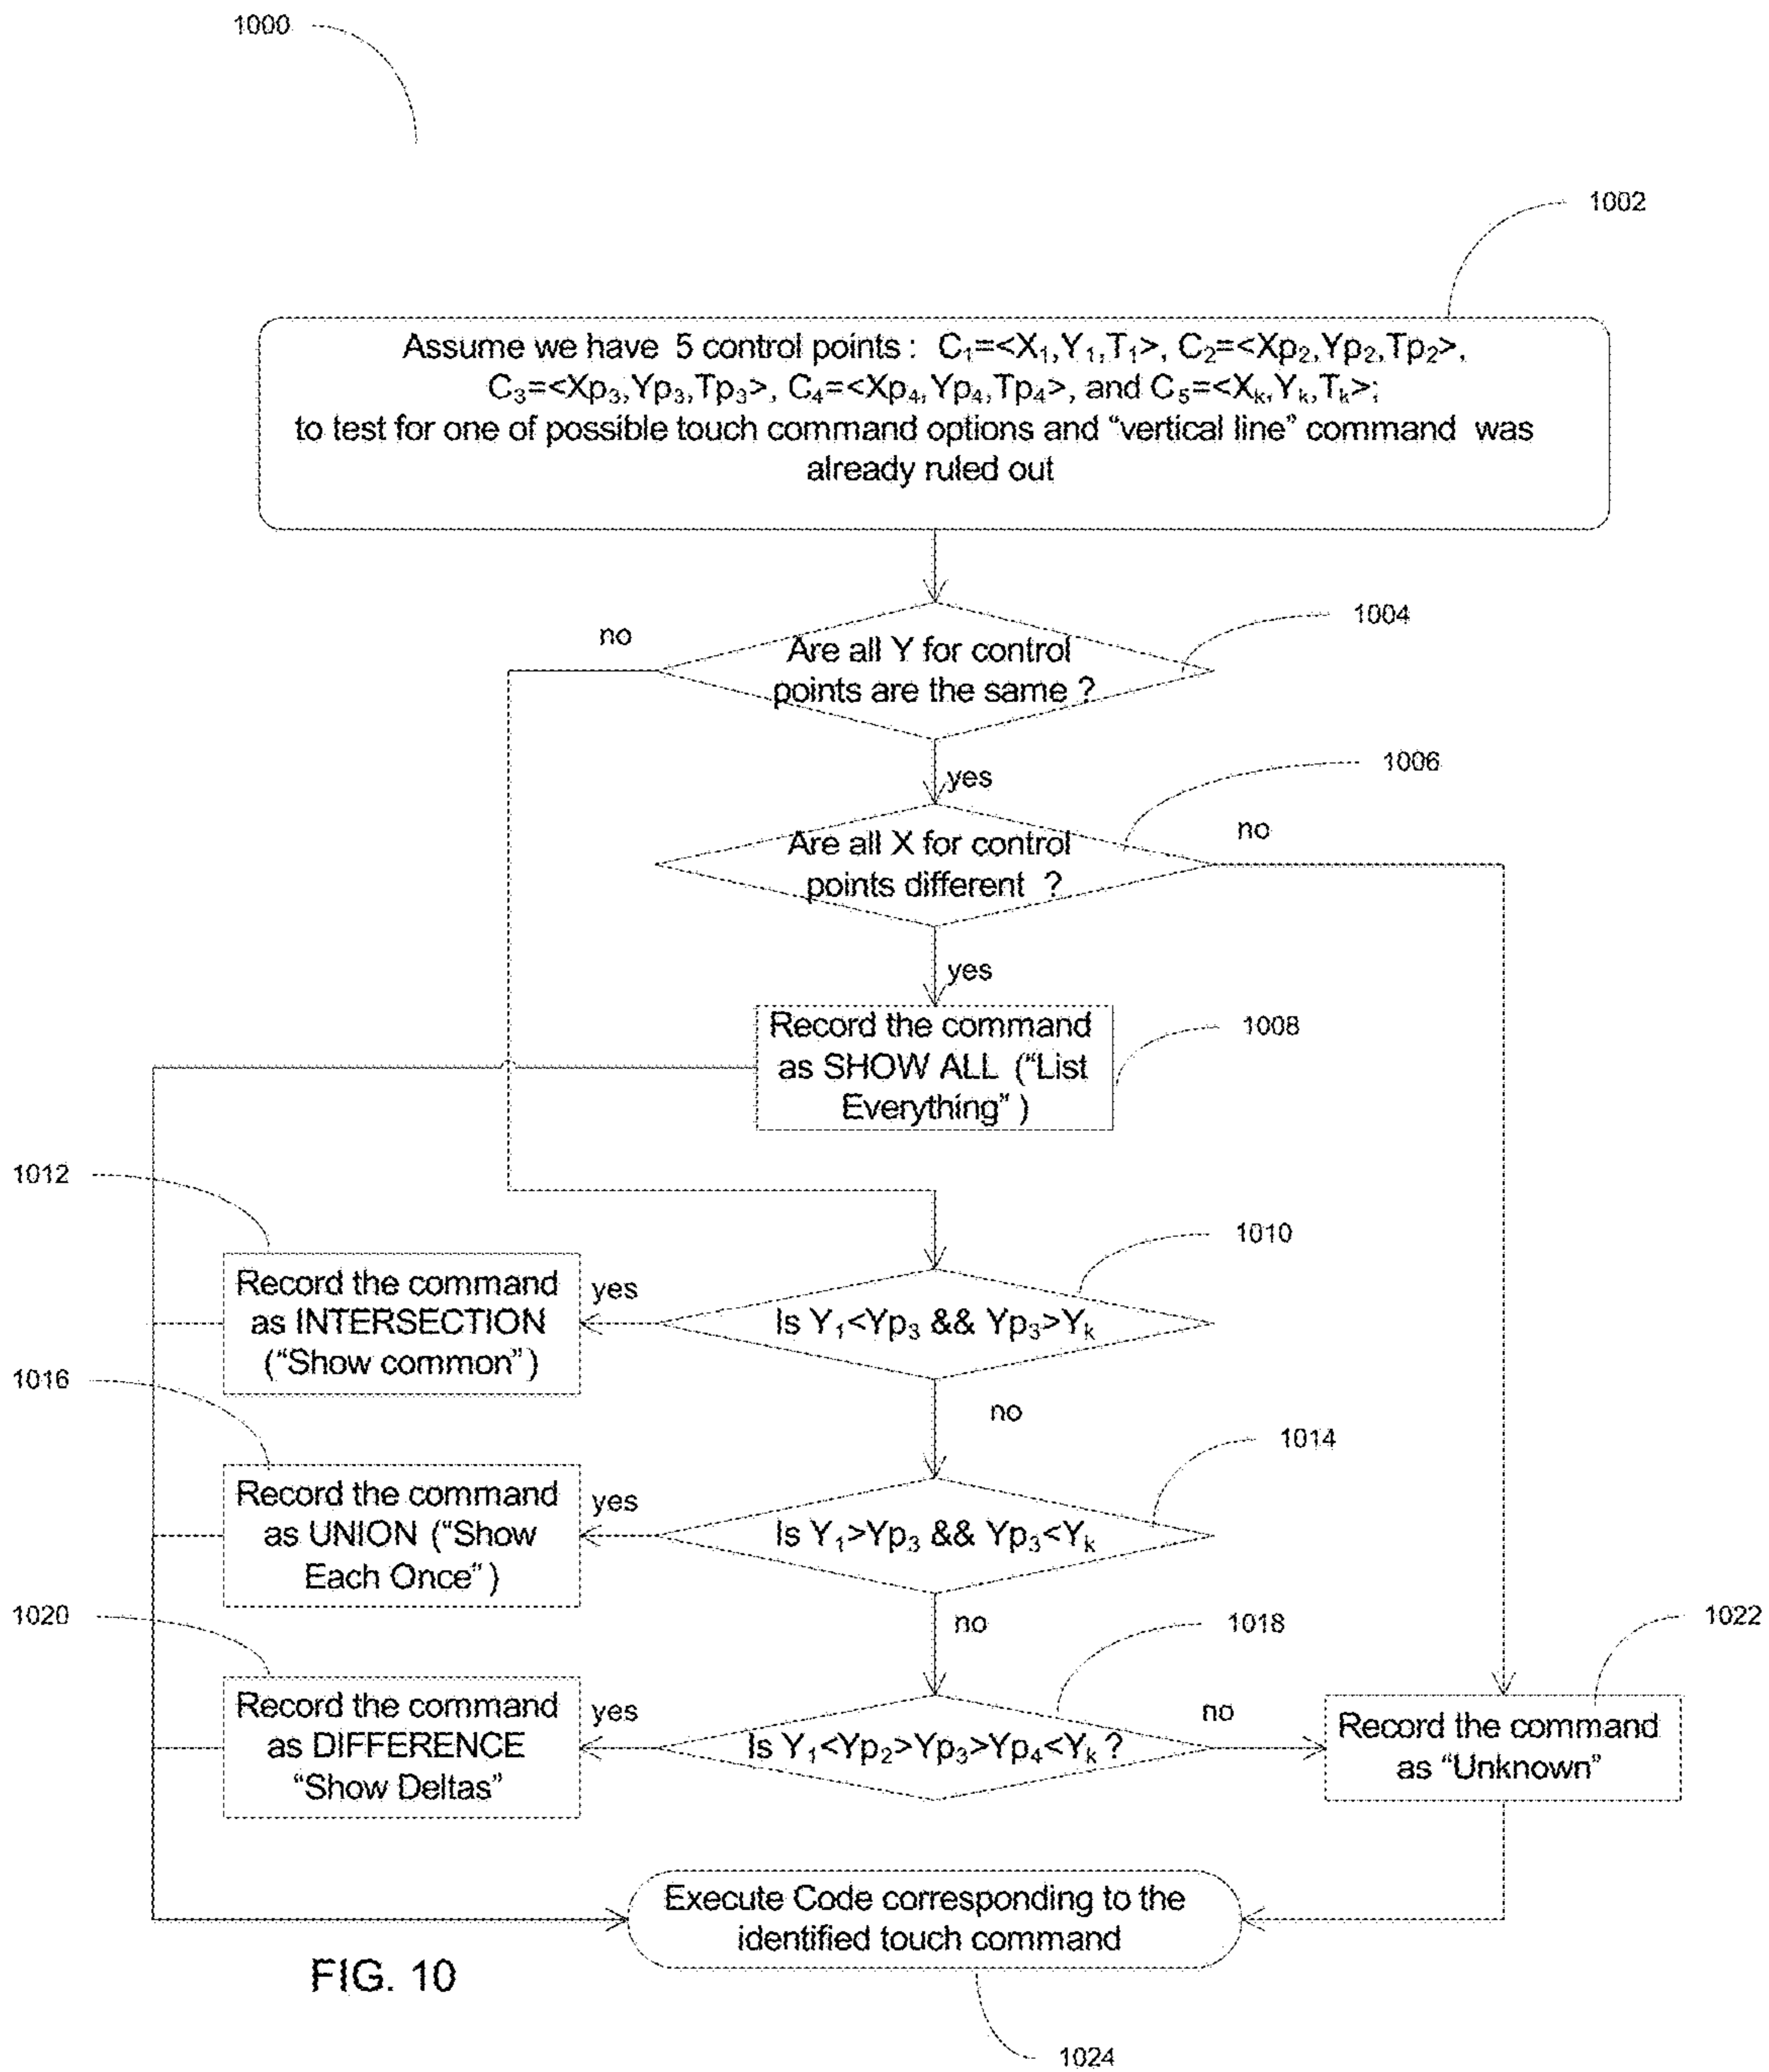 1000
1002
Assume we have 5 control points : C₁=<X₁,Y₁,T₁>, C₂=<Xp₂,Yp₂,Tp₂>,
C₃=<Xp₃,Yp₃,Tp₃>, C₄=<Xp₄,Yp₄,Tp₄>, and C₅=<Xₖ,Yₖ,Tₖ>;
to test for one of possible touch command options and “vertical line” command was
already ruled out
1004
no
Are all Y for control
points are the same ?
1006
yes
Are all X for control
points different ?
no
yes
Record the command
as SHOW ALL (“List
Everything” )
1008
1012
1010
Record the command
as INTERSECTION
(“Show common” )
yes
Is Y₁<Yp₃ && Yp₃>Yₖ
1016
no
1014
Record the command
as UNION (“Show
Each Once” )
yes
Is Y₁>Yp₃ && Yp₃<Yₖ
1020
no
1018
1022
Record the command
as DIFFERENCE
“Show Deltas”
yes
Is Y₁<Yp₂>Yp₃>Yp₄<Yₖ ?
no
Record the command
as “Unknown”
Execute Code corresponding to the
identified touch command
FIG. 10
1024